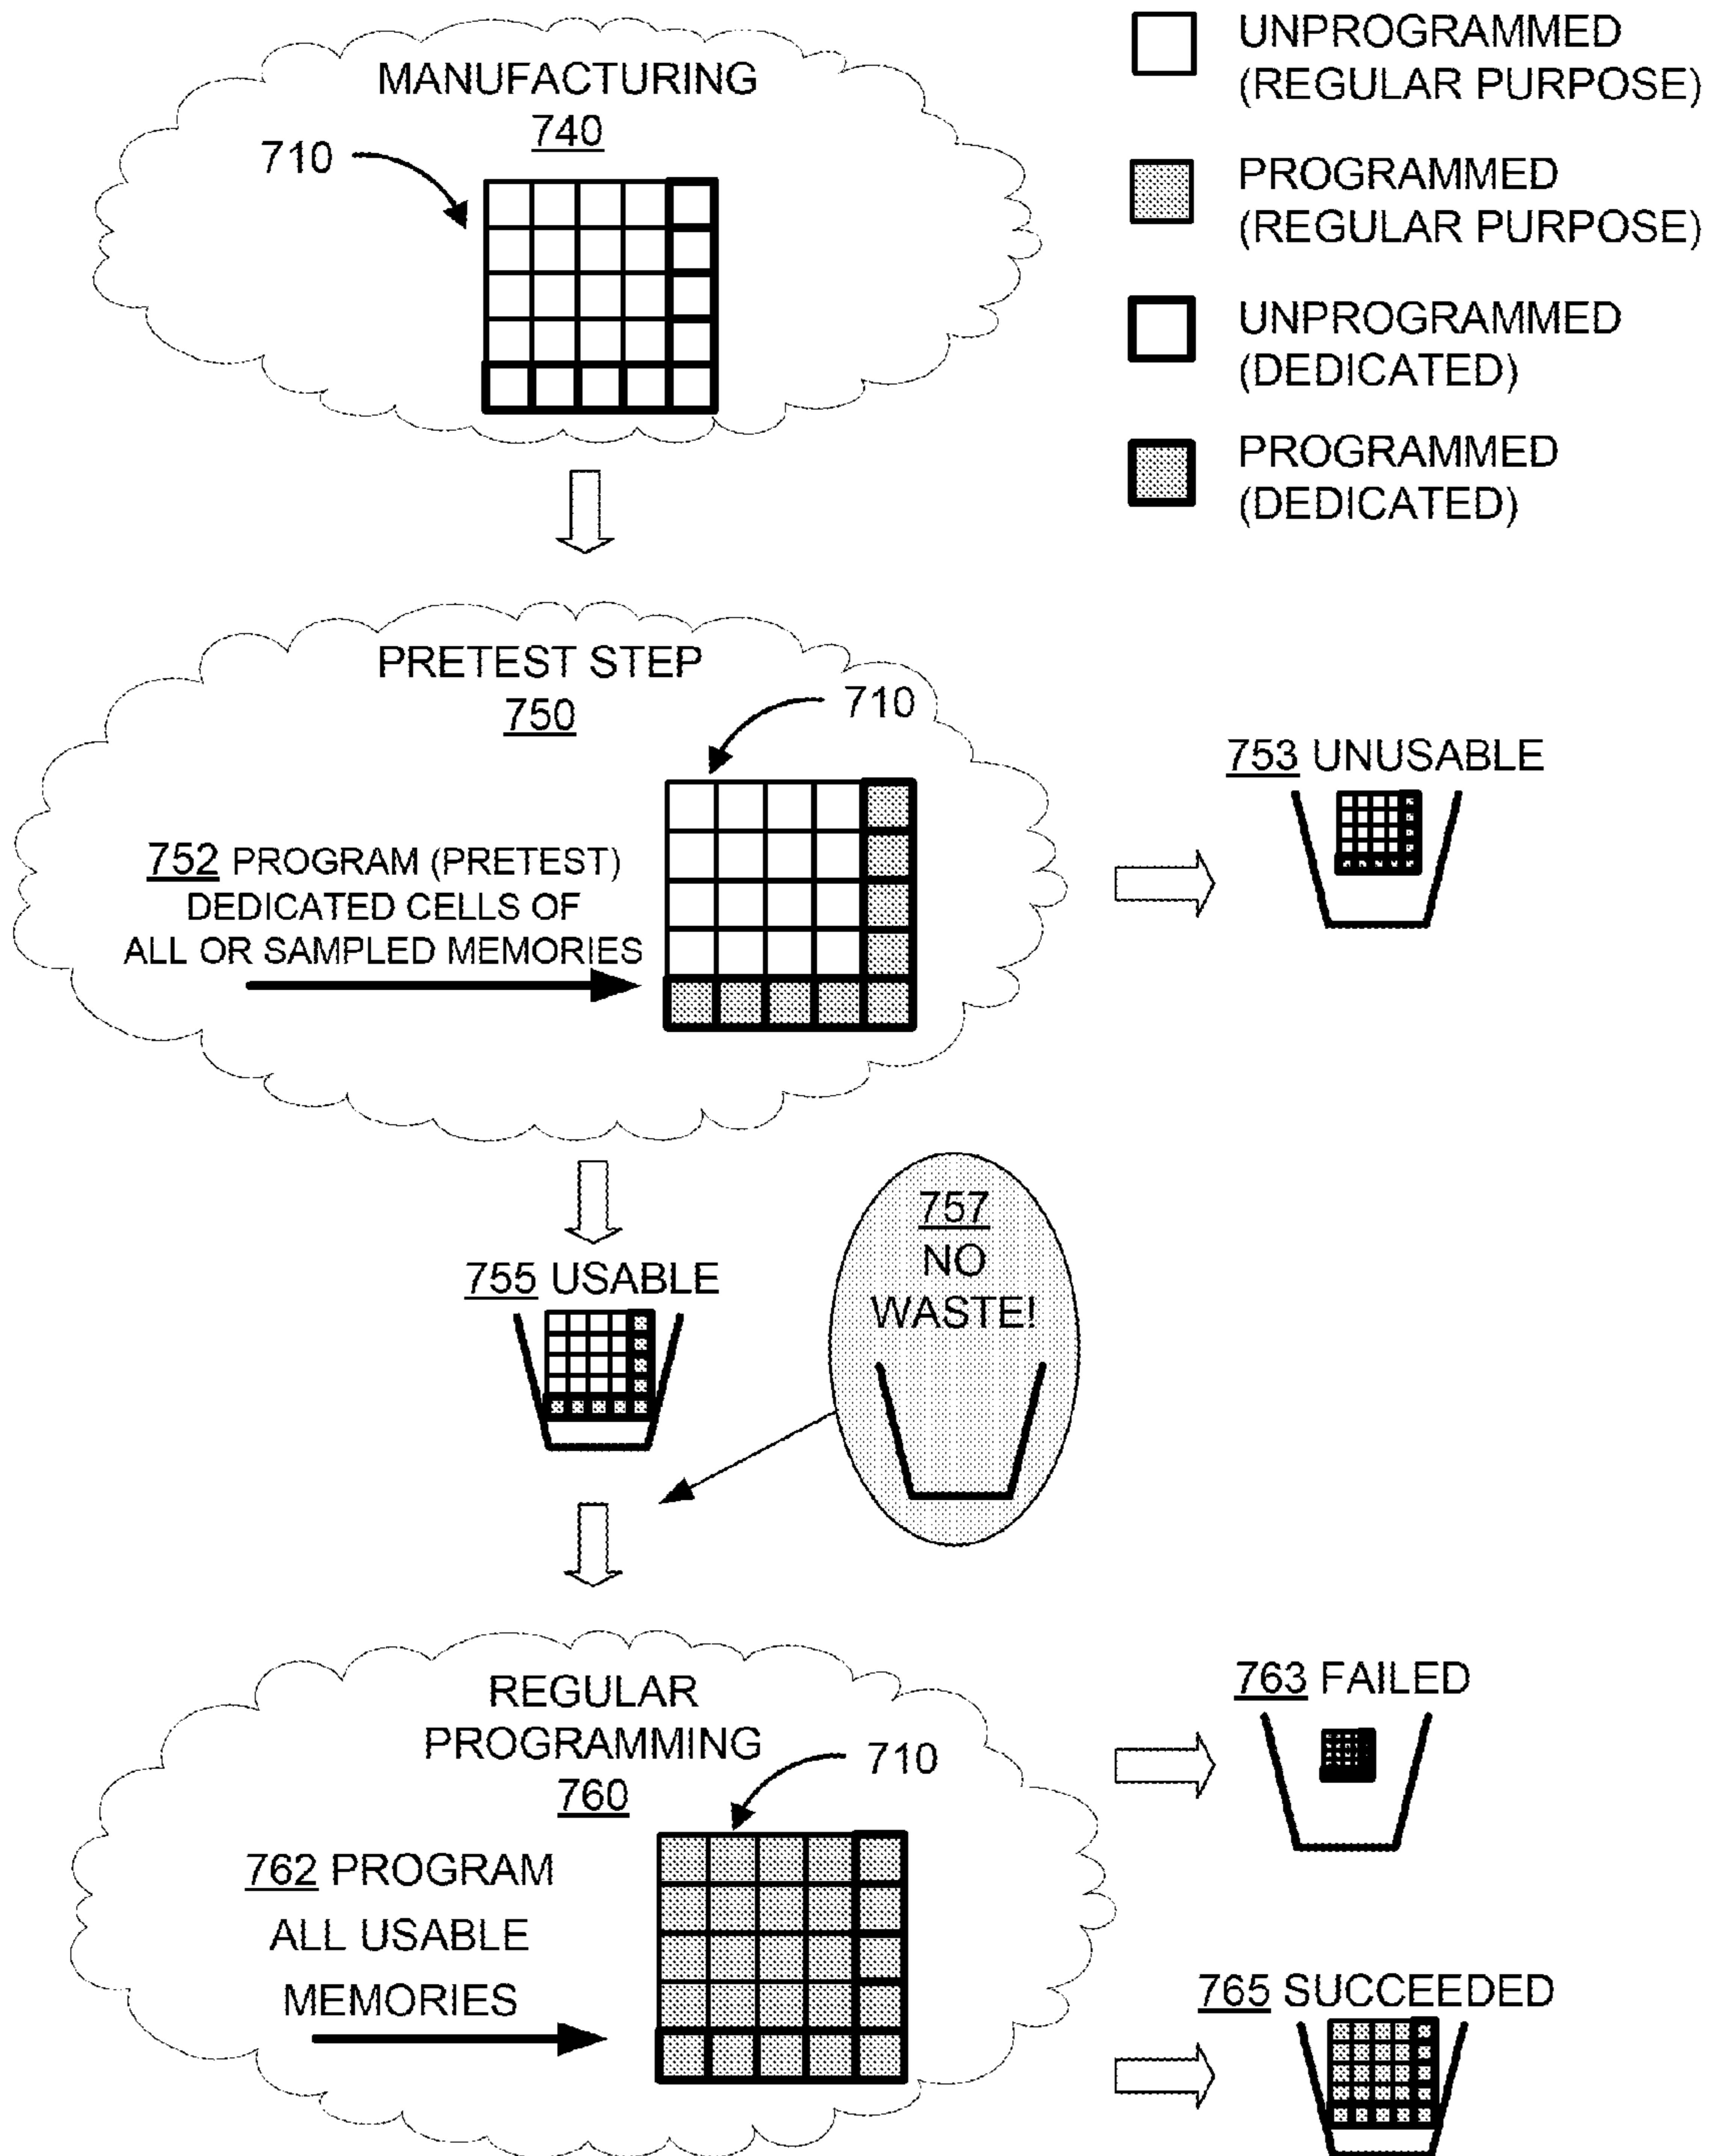 MANUFACTURING
740
710
UNPROGRAMMED
(REGULAR PURPOSE)
PROGRAMMED
(REGULAR PURPOSE)
UNPROGRAMMED
(DEDICATED)
PROGRAMMED
(DEDICATED)
PRETEST STEP
750
710
752 PROGRAM (PRETEST)
DEDICATED CELLS OF
ALL OR SAMPLED MEMORIES
753 UNUSABLE
755 USABLE
757
NO
WASTE!
REGULAR
PROGRAMMING
760
710
762 PROGRAM
ALL USABLE
MEMORIES
763 FAILED
765 SUCCEEDED